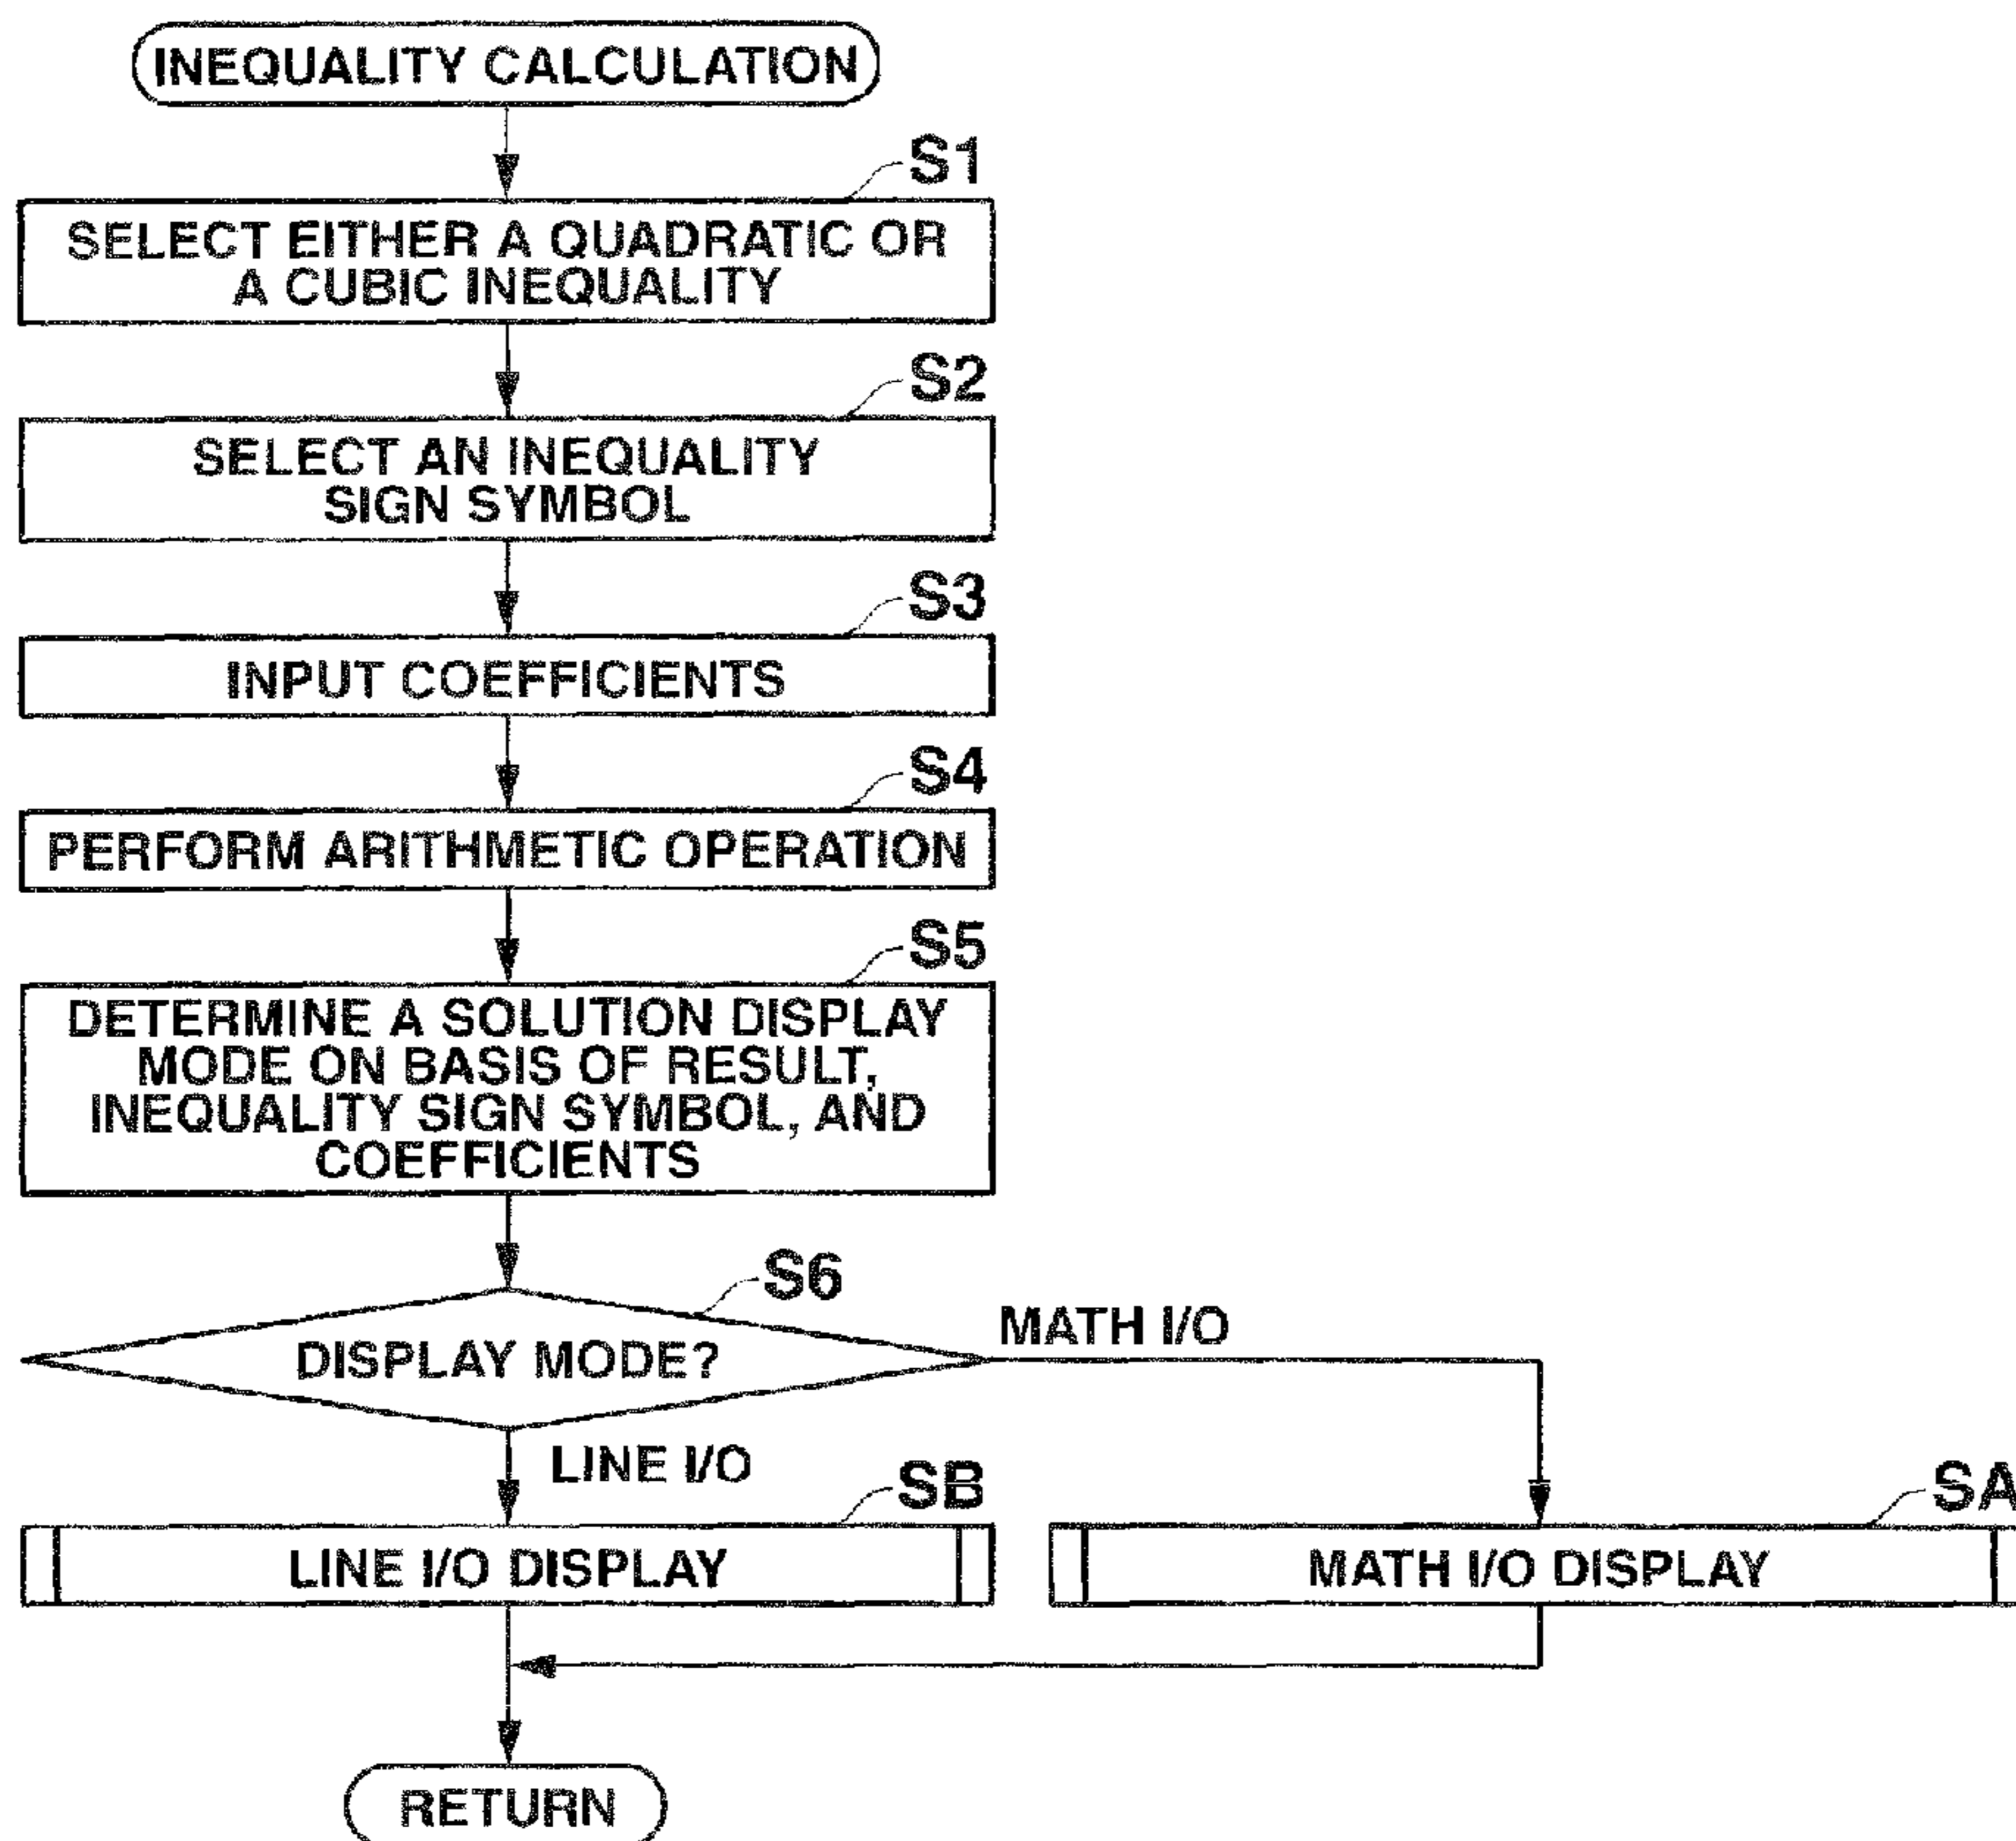 INEQUALITY CALCULATION
S1
SELECT EITHER A QUADRATIC OR
A CUBIC INEQUALITY
S2
SELECT AN INEQUALITY
SIGN SYMBOL
S3
INPUT COEFFICIENTS
S4
PERFORM ARITHMETIC OPERATION
S5
DETERMINE A SOLUTION DISPLAY
MODE ON BASIS OF RESULT,
INEQUALITY SIGN SYMBOL, AND
COEFFICIENTS
S6
DISPLAY MODE?
MATH I/O
LINE I/O
SB
LINE I/O DISPLAY
SA
MATH I/O DISPLAY
RETURN